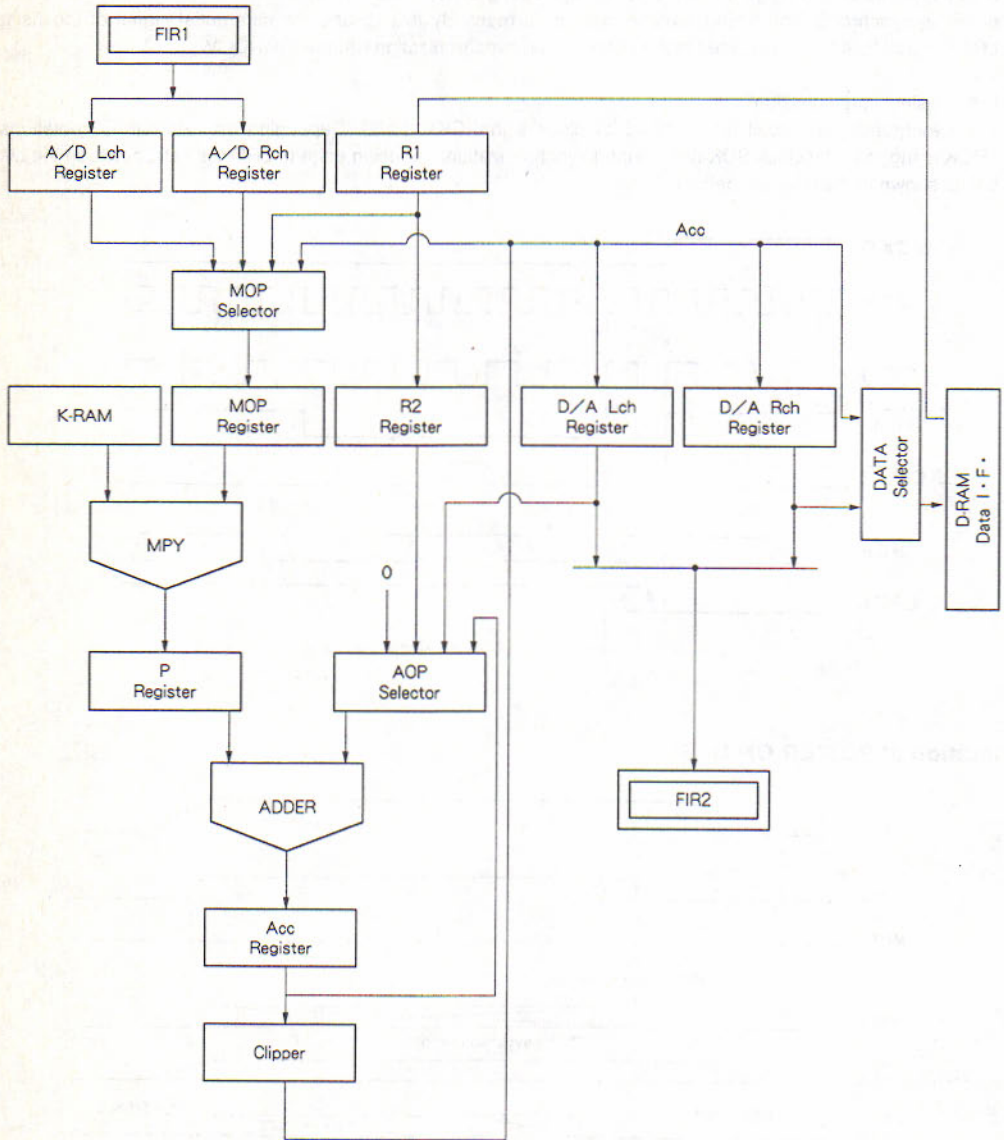 FIR1
A/D Lch
Register
A/D Rch
Register
R1
Register
Acc
MOP
Selector
K-RAM
MOP
Register
R2
Register
D/A Lch
Register
D/A Rch
Register
DATA
Selector
D-RAM
Data I・F・
MPY
0
P
Register
AOP
Selector
ADDER
FIR2
Acc
Register
Clipper